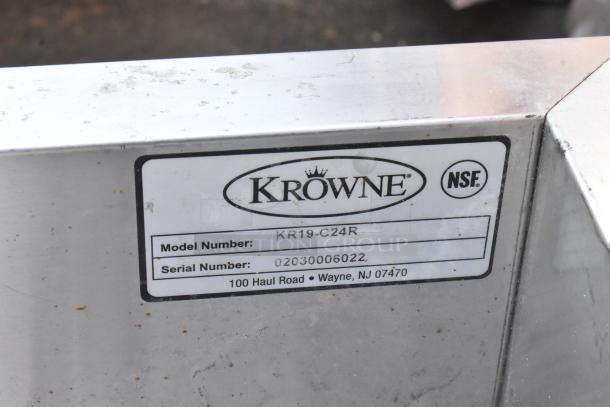 KROWNE®
NSF.
Model Number: KR19-C24R
Serial Number: 02030006022
100 Haul Road • Wayne, NJ 07470